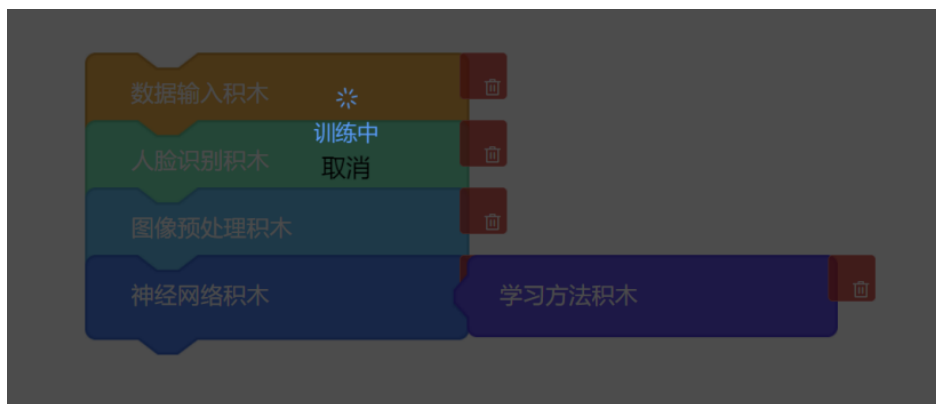 数据输入积木
训练中
人脸识别积木
取消
图像预处理积木
神经网络积木
学习方法积木